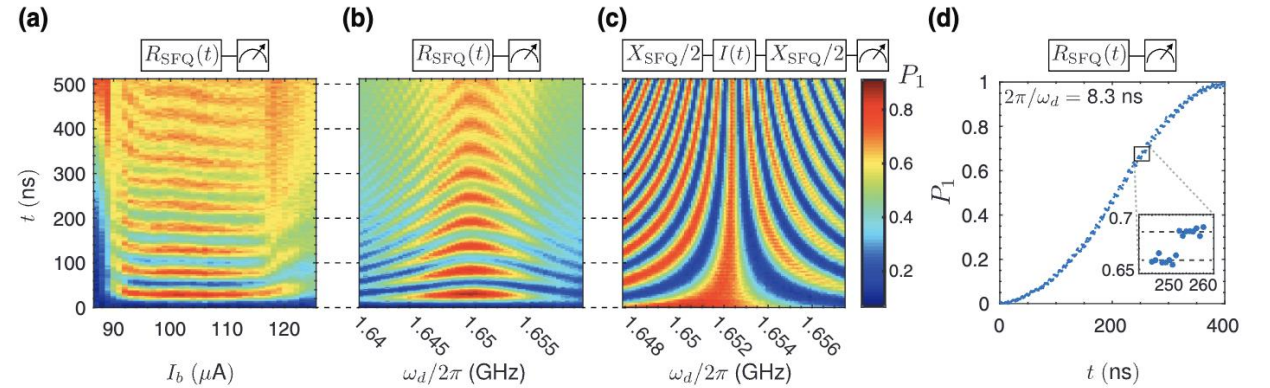 (a)
R_SFQ(t)
500
400
300
200
100
0
t (ns)
90 100 110 120
I_b (μA)
(b)
R_SFQ(t)
1.64 1.645 1.65 1.655
ω_d/2π (GHz)
(c)
X_SFQ/2 I(t) X_SFQ/2
1.648 1.65 1.652 1.654 1.656
ω_d/2π (GHz)
P_1
0.8
0.6
0.4
0.2
(d)
R_SFQ(t)
2π/ω_d = 8.3 ns
1
0.8
0.6
0.4
0.2
0
P_1
0.7
0.65
250 260
0 200 400
t (ns)